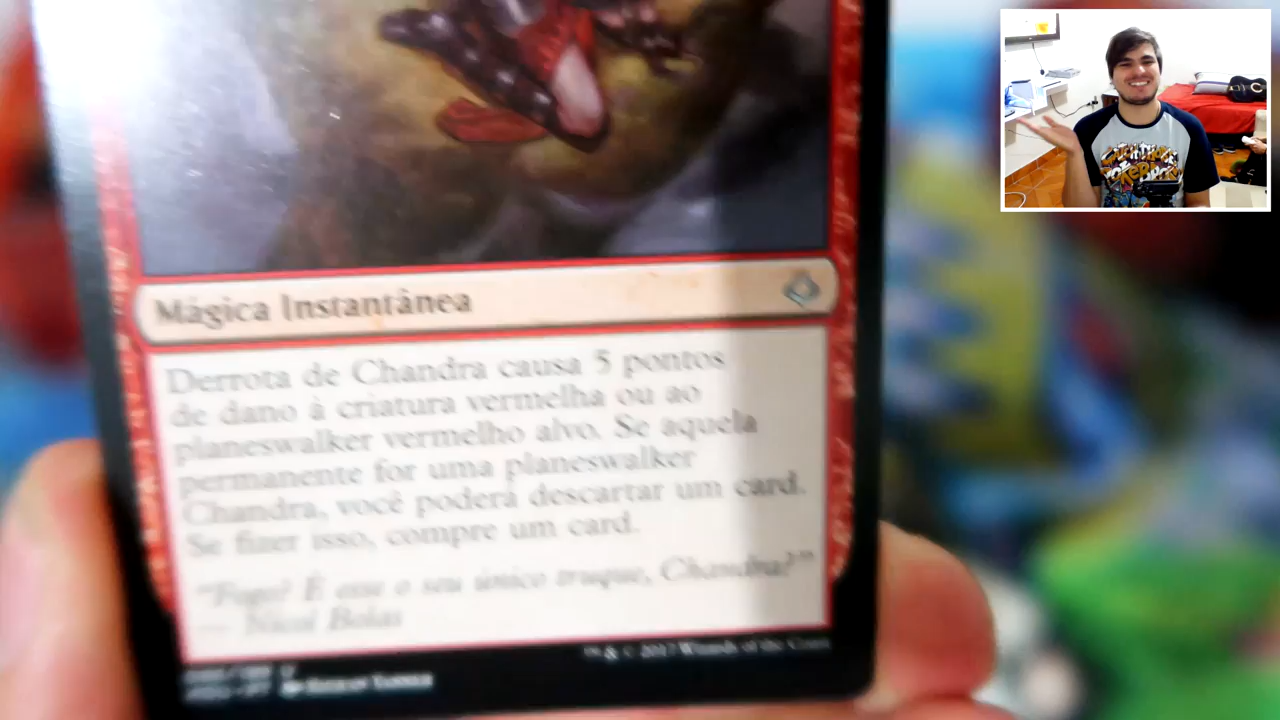 Mágica Instantânea
Derrota de Chandra causa 5 pontos
de dano à criatura vermelha ou ao
planeswalker vermelho alvo. Se aquela
permanente for uma planeswalker
Chandra, você poderá descartar um card.
Se fizer isso, compre um card.
"Fogo? É esse o seu único truque, Chandra?"
— Nicol Bolas
™ & © 2017 Wizards of the Coast